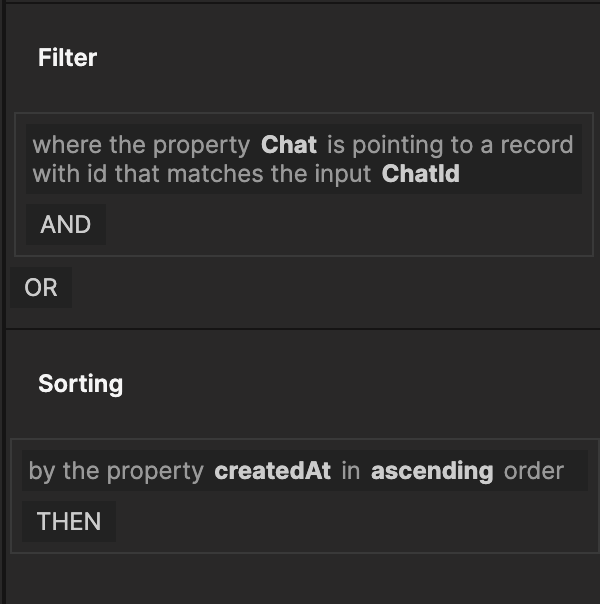 Filter
where the property Chat is pointing to a record
with id that matches the input ChatId
AND
OR
Sorting
by the property createdAt in ascending order
THEN